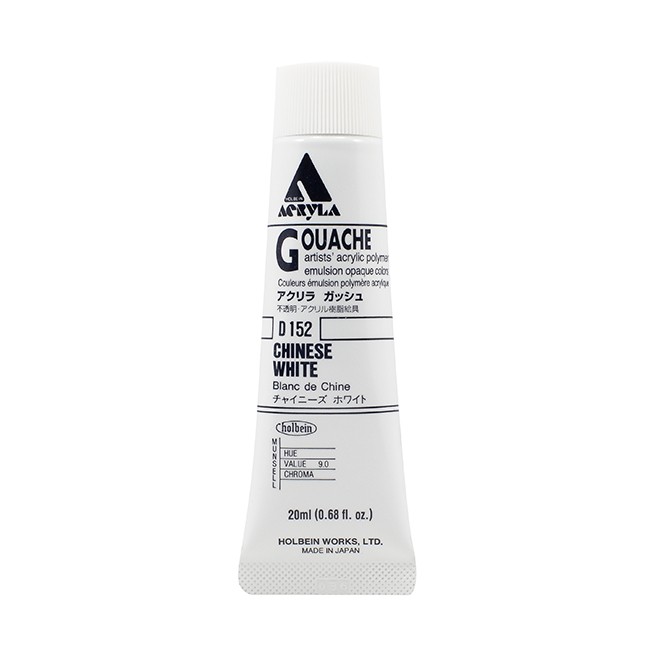 HOLBEIN
ACRYLA
GOUACHE
artists' acrylic polymer
emulsion opaque colors
Couleurs émulsion polymère acrylique
アクリラ ガッシュ
不透明・アクリル樹脂絵具
D 152
CHINESE
WHITE
Blanc de Chine
チャイニーズ ホワイト
holbein
MUNSELL
HUE
VALUE 9.0
CHROMA
20ml (0.68 fl. oz.)
HOLBEIN WORKS, LTD.
MADE IN JAPAN